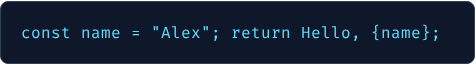 const name = "Alex"; return Hello, {name};